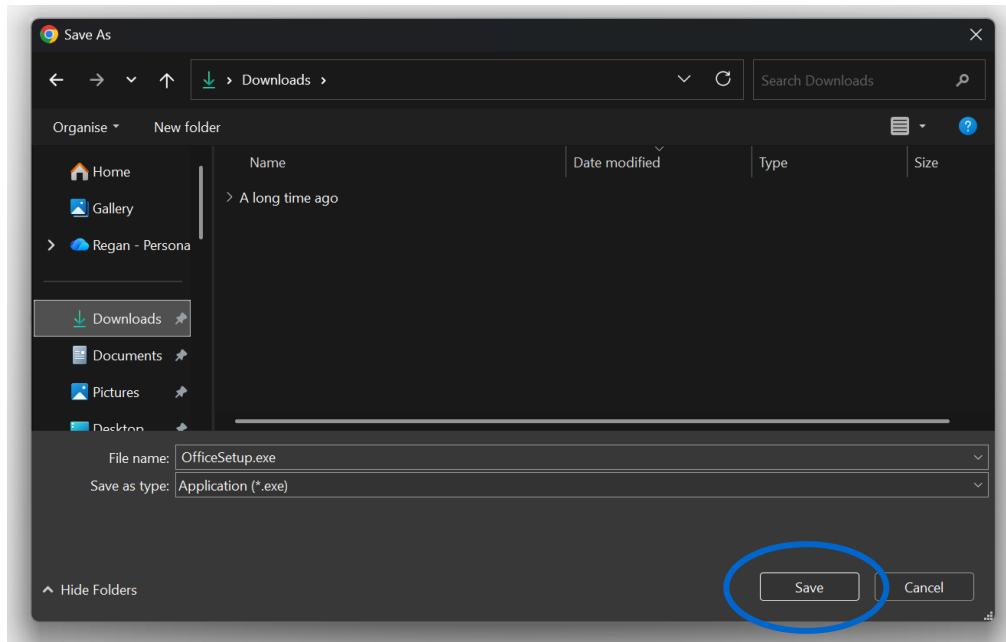 Save As
Downloads
Search Downloads
Organise New folder
?
Name Date modified Type Size
Home
A long time ago
Gallery
Regan - Persona
Downloads
Documents
Pictures
Desktop
File name: OfficeSetup.exe
Save as type: Application (*.exe)
Hide Folders Save Cancel